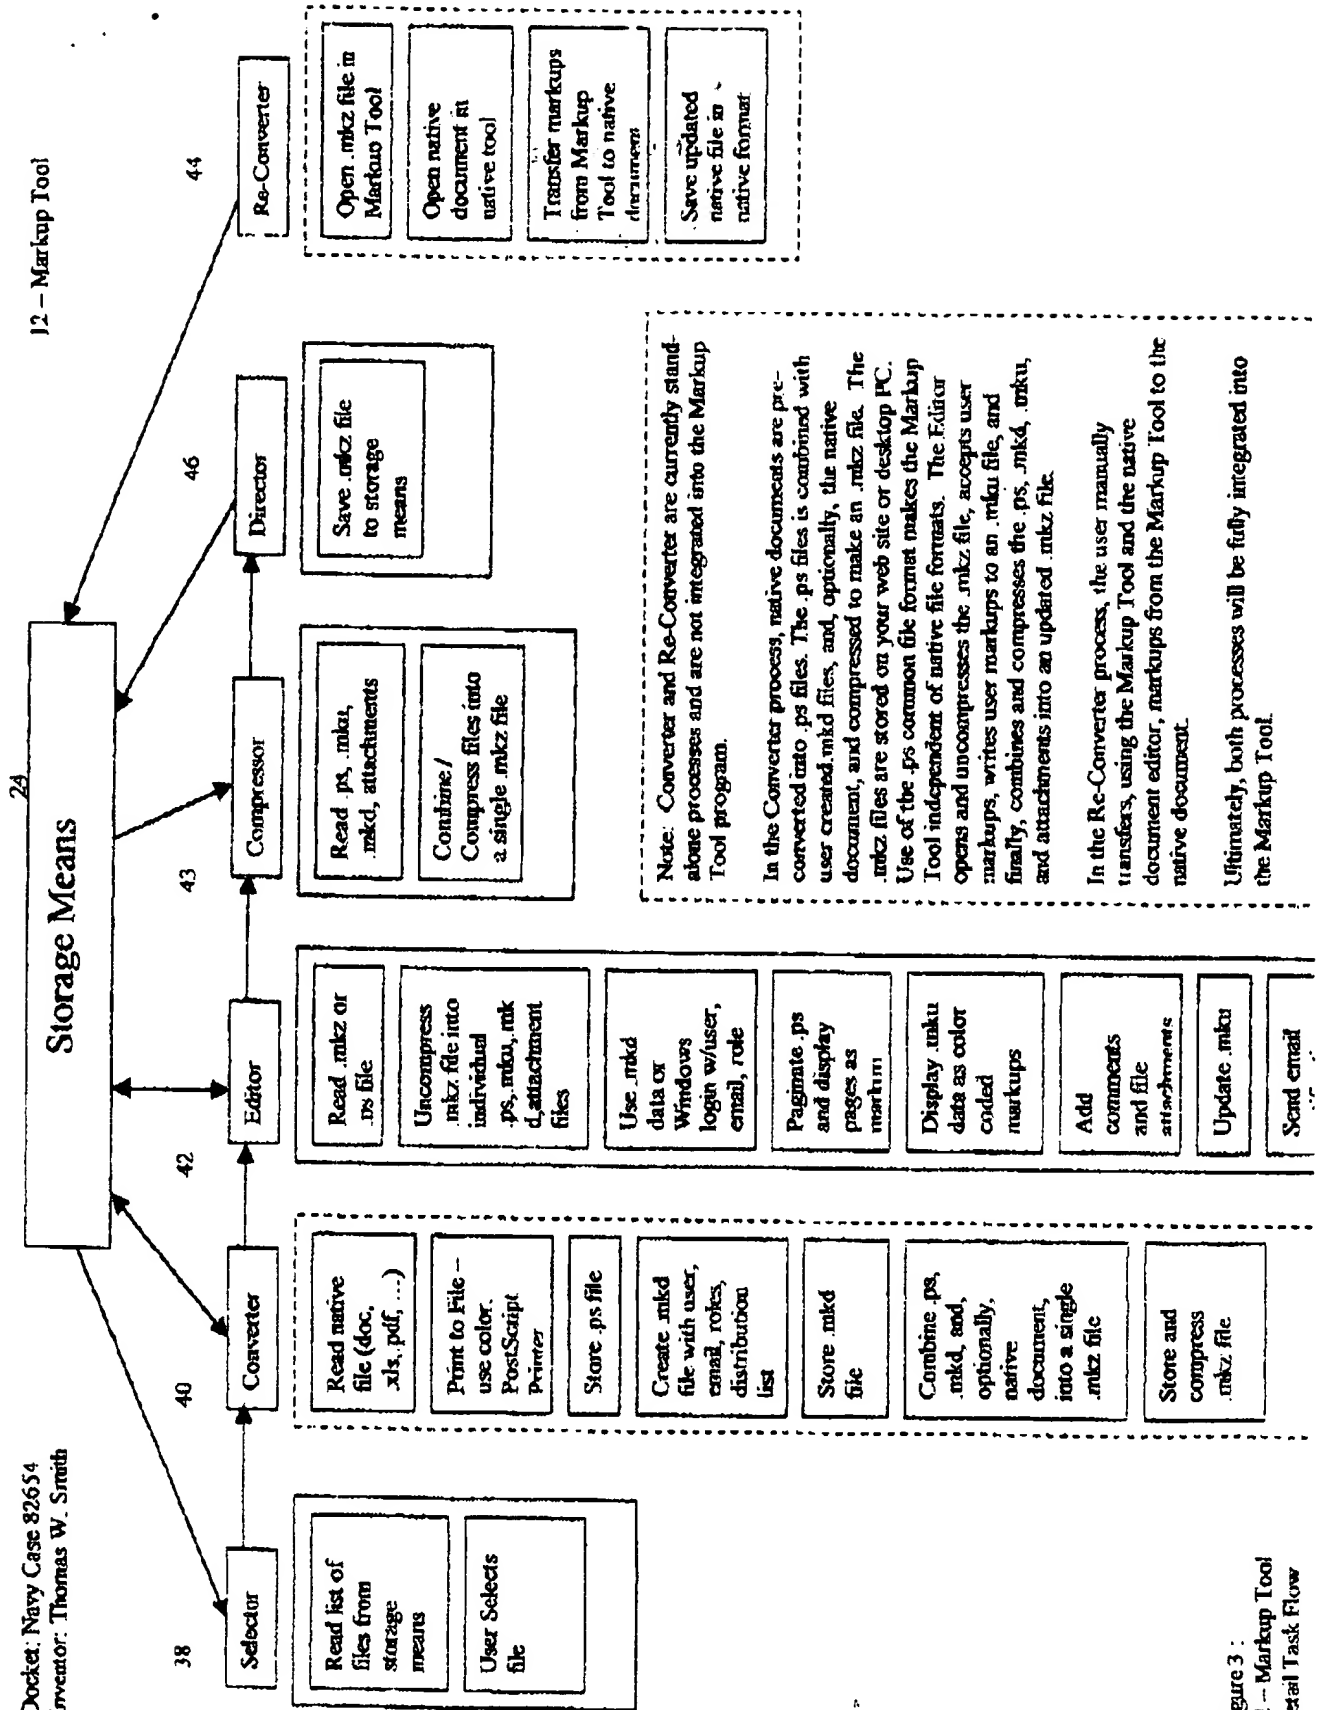 Docket: Navy Case 82654
nventor: Thomas W. Smith
J2 – Markup Tool
24
Storage Means
38
40
42
43
46
44
Selector
Converter
Editor
Compressor
Director
Re-Converter
Read list of
files from
storage
means
User Selects
file
Read native
file (doc,
.xls,.pdf, ...)
Print to File –
use color.
PostScript
Printer
Store .ps file
Create .mkd
file with user,
email, roles,
distribution
list
Store .mkd
file
Combine .ps,
.mkd, and,
optionally,
native
document,
into a single
.mkz file
Store and
compress
.mkz file
Read .mkz or
.ps file
Uncompress
.mkz file into
individual
.ps,.mku,.mk
d,attachment
files
Use .mkd
data or
Windows
login w/user,
email, role
Paginate .ps
and display
pages as
Display .mku
data as color
coded
markups
Add
comments
and file
attachments
Update .mku
Send email
Read .ps, .mku,
.mkd, attachments
Combine /
Compress files into
a single .mkz file
Save .mkz file
to storage
means
Open .mkz file in
Markup Tool
Open native
document in
native tool
Transfer markups
from Markup
Tool to native
document
Save updated
native file in
native format
Note: Converter and Re-Converter are currently stand-
alone processes and are not integrated into the Markup
Tool program.
In the Converter process, native documents are pre-
converted into .ps files. The .ps files is combined with
user created.mkd files, and, optionally, the native
document, and compressed to make an .mkz file. The
.mkz files are stored on your web site or desktop PC.
Use of the .ps common file format makes the Markup
Tool independent of native file formats. The Editor
opens and uncompresses the .mkz file, accepts user
markups, writes user markups to an .mku file, and
finally, combines and compresses the .ps, .mkd, .mku,
and attachments into an updated .mkz file.
In the Re-Converter process, the user manually
transfers, using the Markup Tool and the native
document editor, markups from the Markup Tool to the
native document.
Ultimately, both processes will be fully integrated into
the Markup Tool.
gure 3 :
– Markup Tool
etail Task Flow